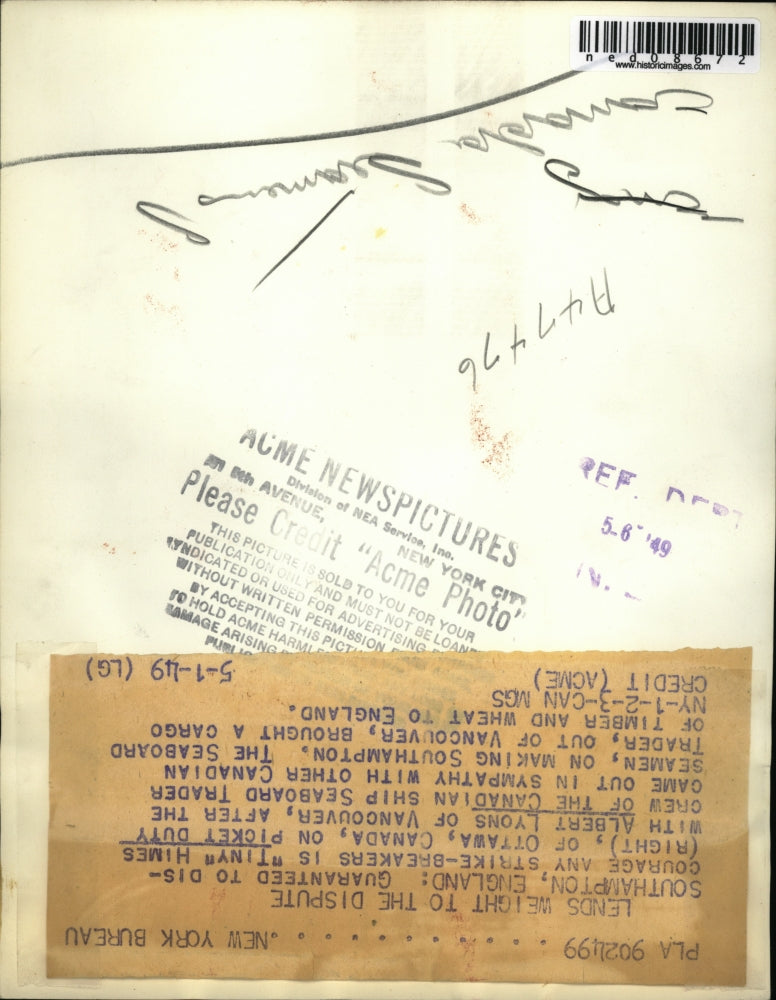 ned08672
www.historicimages.com
Canada
Seamens
A47476
ACME NEWSPICTURES
Division of NEA Service, Inc.
8th AVENUE, NEW YORK CITY
Please Credit "Acme Photo"
THIS PICTURE IS SOLD TO YOU FOR YOUR
PUBLICATION ONLY AND MUST NOT BE LOANED
SYNDICATED OR USED FOR ADVERTISING
WITHOUT WRITTEN PERMISSION
BY ACCEPTING THIS
TO HOLD ACME
DAMAGE ARISING
REF. DEPT
5-6-'49
PLA 902499 . . . . . . . . . . NEW YORK BUREAU
LENDS WEIGHT TO THE DISPUTE
SOUTHAMPTON, ENGLAND: GUARANTEED TO DIS-
COURAGE ANY STRIKE-BREAKERS IS "TINY" HIMES
(RIGHT), OF OTTAWA, CANADA, ON PICKET DUTY
WITH ALBERT LYONS OF VANCOUVER, AFTER, THE
CREW OF THE CANADIAN SHIP SEABOARD TRADER
CAME OUT IN SYMPATHY WITH OTHER CANADIAN
SEAMEN, ON MAKING SOUTHAMPTON. THE SEABOARD
TRADER, OUT OF VANCOUVER, BROUGHT A CARGO
OF TIMBER AND WHEAT TO ENGLAND.
NY-1-2-3-CAN MGS
CREDIT (ACME) 5-1-49 (LG)